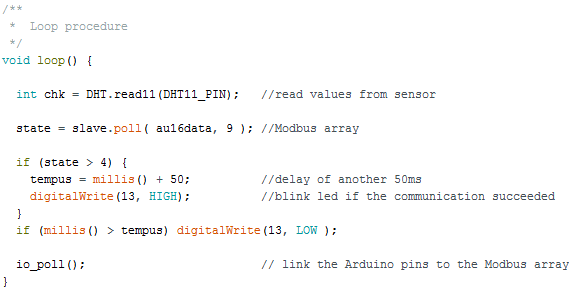 /**
 *  Loop procedure
 */
void loop() {
  int chk = DHT.read11(DHT11_PIN);   //read values from sensor
  state = slave.poll( au16data, 9 ); //Modbus array
  if (state > 4) {
    tempus = millis() + 50;          //delay of another 50ms
    digitalWrite(13, HIGH);          //blink led if the communication succeeded
  }
  if (millis() > tempus) digitalWrite(13, LOW );
  io_poll();                         // link the Arduino pins to the Modbus array
}